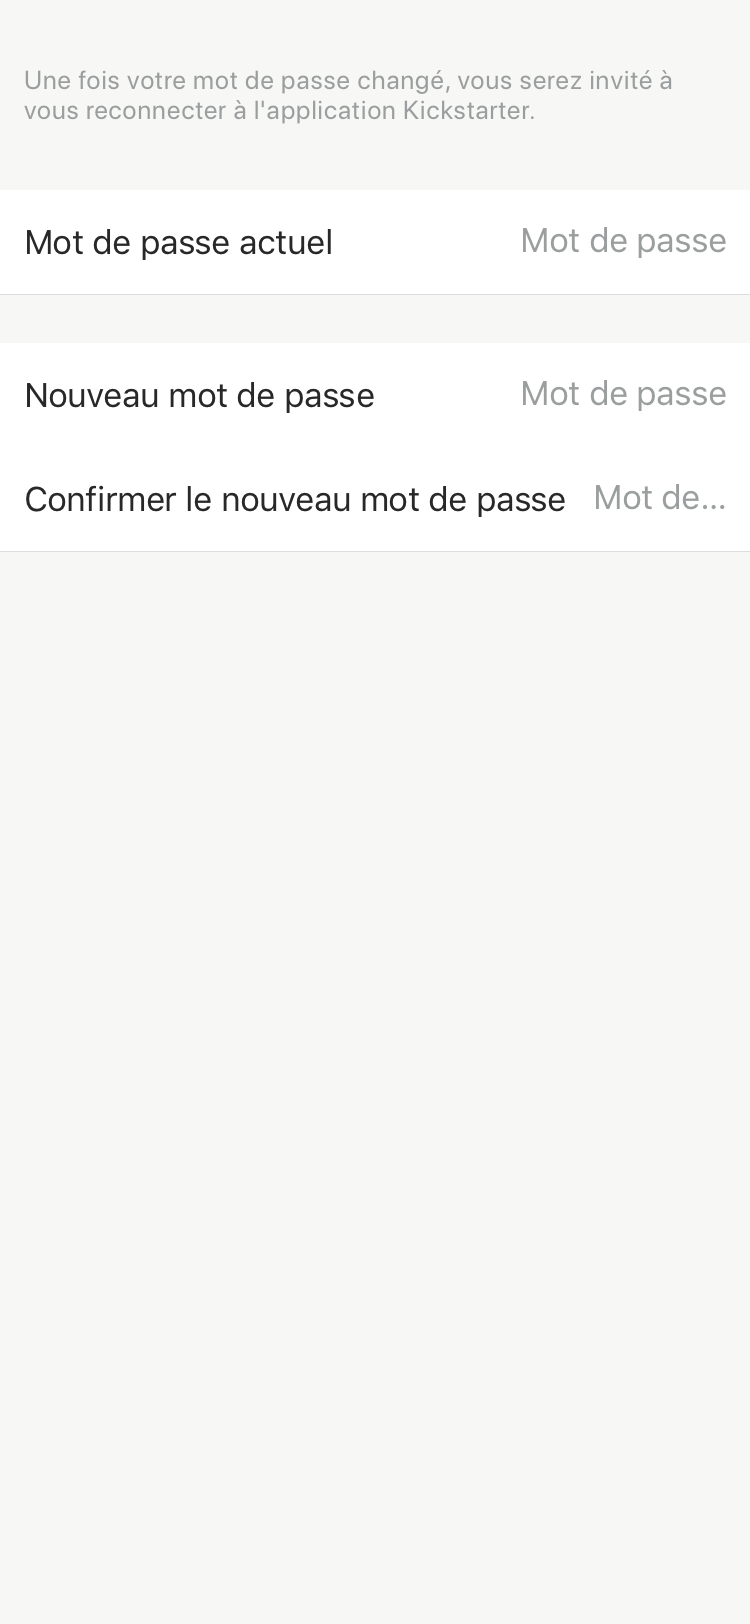 Une fois votre mot de passe changé, vous serez invité à
vous reconnecter à l'application Kickstarter.
Mot de passe actuel Mot de passe
Nouveau mot de passe Mot de passe
Confirmer le nouveau mot de passe Mot de...